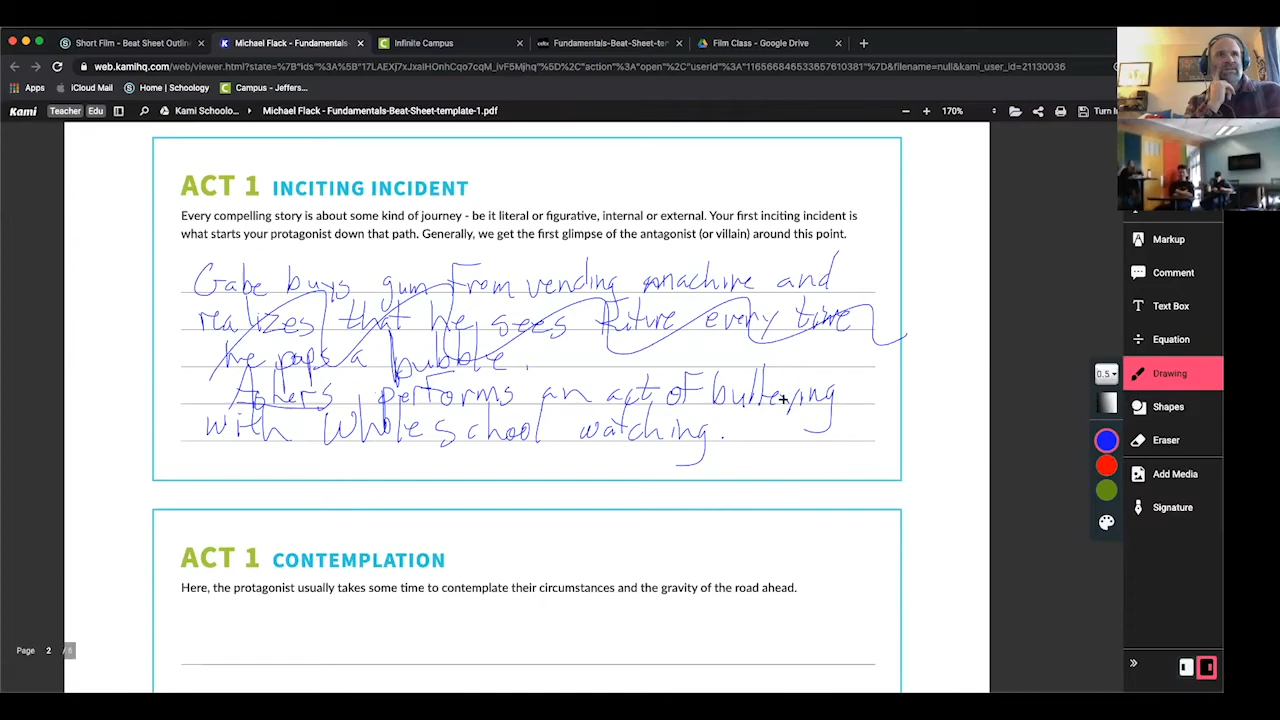 Short Film - Beat Sheet Outlin
Michael Flack - Fundamentals-
Infinite Campus
Fundamentals-Beat-Sheet-ter
Film Class - Google Drive
Apps
iCloud Mail
Home | Schoology
Campus - Jeffers...
Kami
Teacher
Edu
Kami Schoolo...
Michael Flack - Fundamentals-Beat-Sheet-template-1.pdf
170%
Turn In
ACT 1 INCITING INCIDENT
Every compelling story is about some kind of journey - be it literal or figurative, internal or external. Your first inciting incident is
what starts your protagonist down that path. Generally, we get the first glimpse of the antagonist (or villain) around this point.
Gabe buys gum from vending machine and
realizes that he sees future every time
he pops a bubble.
performs an act of
with whole school watching.
ACT 1 CONTEMPLATION
Here, the protagonist usually takes some time to contemplate their circumstances and the gravity of the road ahead.
Markup
Comment
Text Box
Equation
0.5
Drawing
Shapes
Eraser
Add Media
Signature
Page 2 / 6